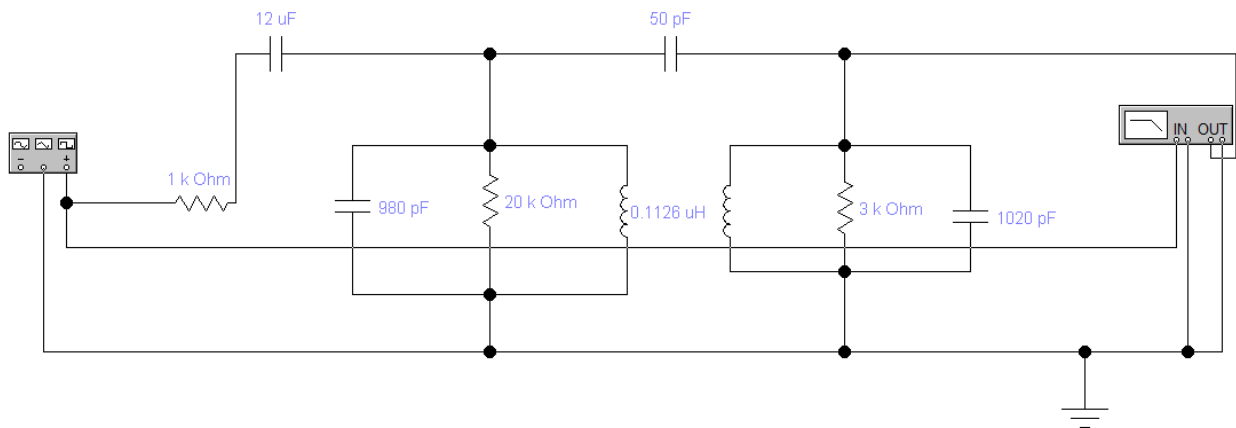 12 uF
50 pF
IN OUT
− +
1 k Ohm
980 pF
20 k Ohm
0.1126 uH
3 k Ohm
1020 pF